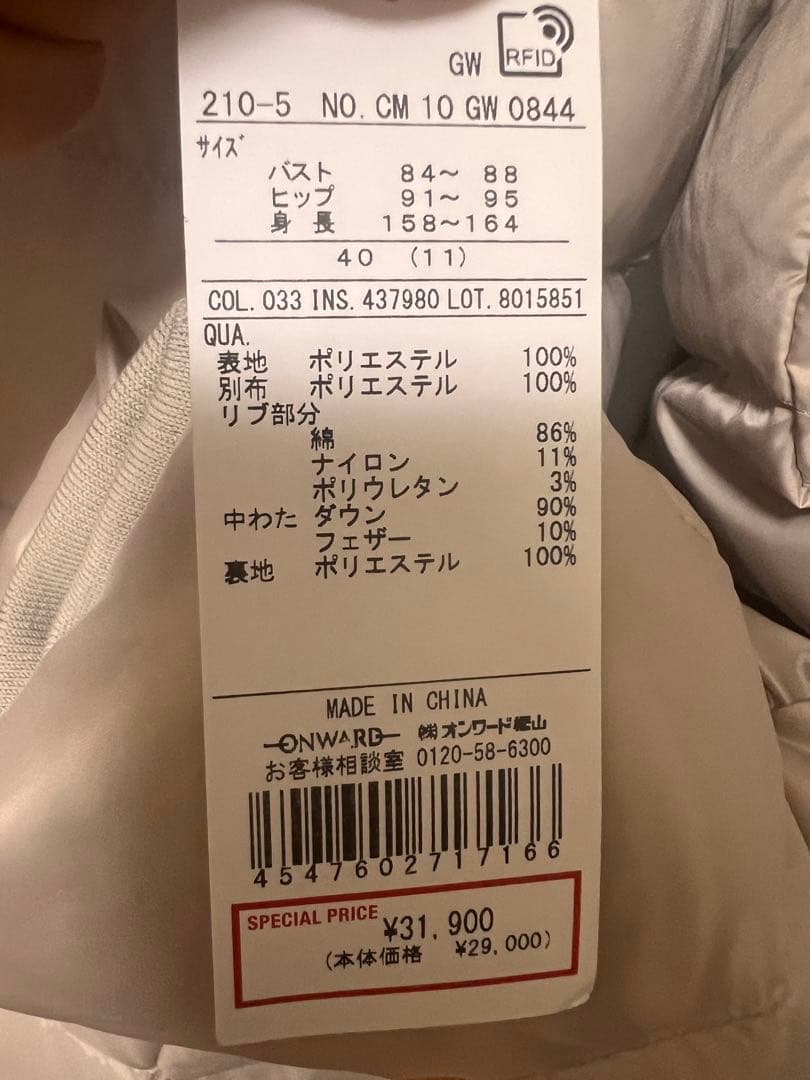 RFID
GW
210-5 NO. CM 10 GW 0844
サイズ
バスト 84〜 88
ヒップ 91〜 95
身 長 158〜164
40 (11)
COL. 033 INS. 437980 LOT. 8015851
QUA.
表地 ポリエステル 100%
別布 ポリエステル 100%
リブ部分
綿 86%
ナイロン 11%
ポリウレタン 3%
中わた ダウン 90%
フェザー 10%
裏地 ポリエステル 100%
MADE IN CHINA
ONWARD ㈱オンワード樫山
お客様相談室 0120-58-6300
4547602717166
SPECIAL PRICE
¥31,900
(本体価格 ¥29,000)